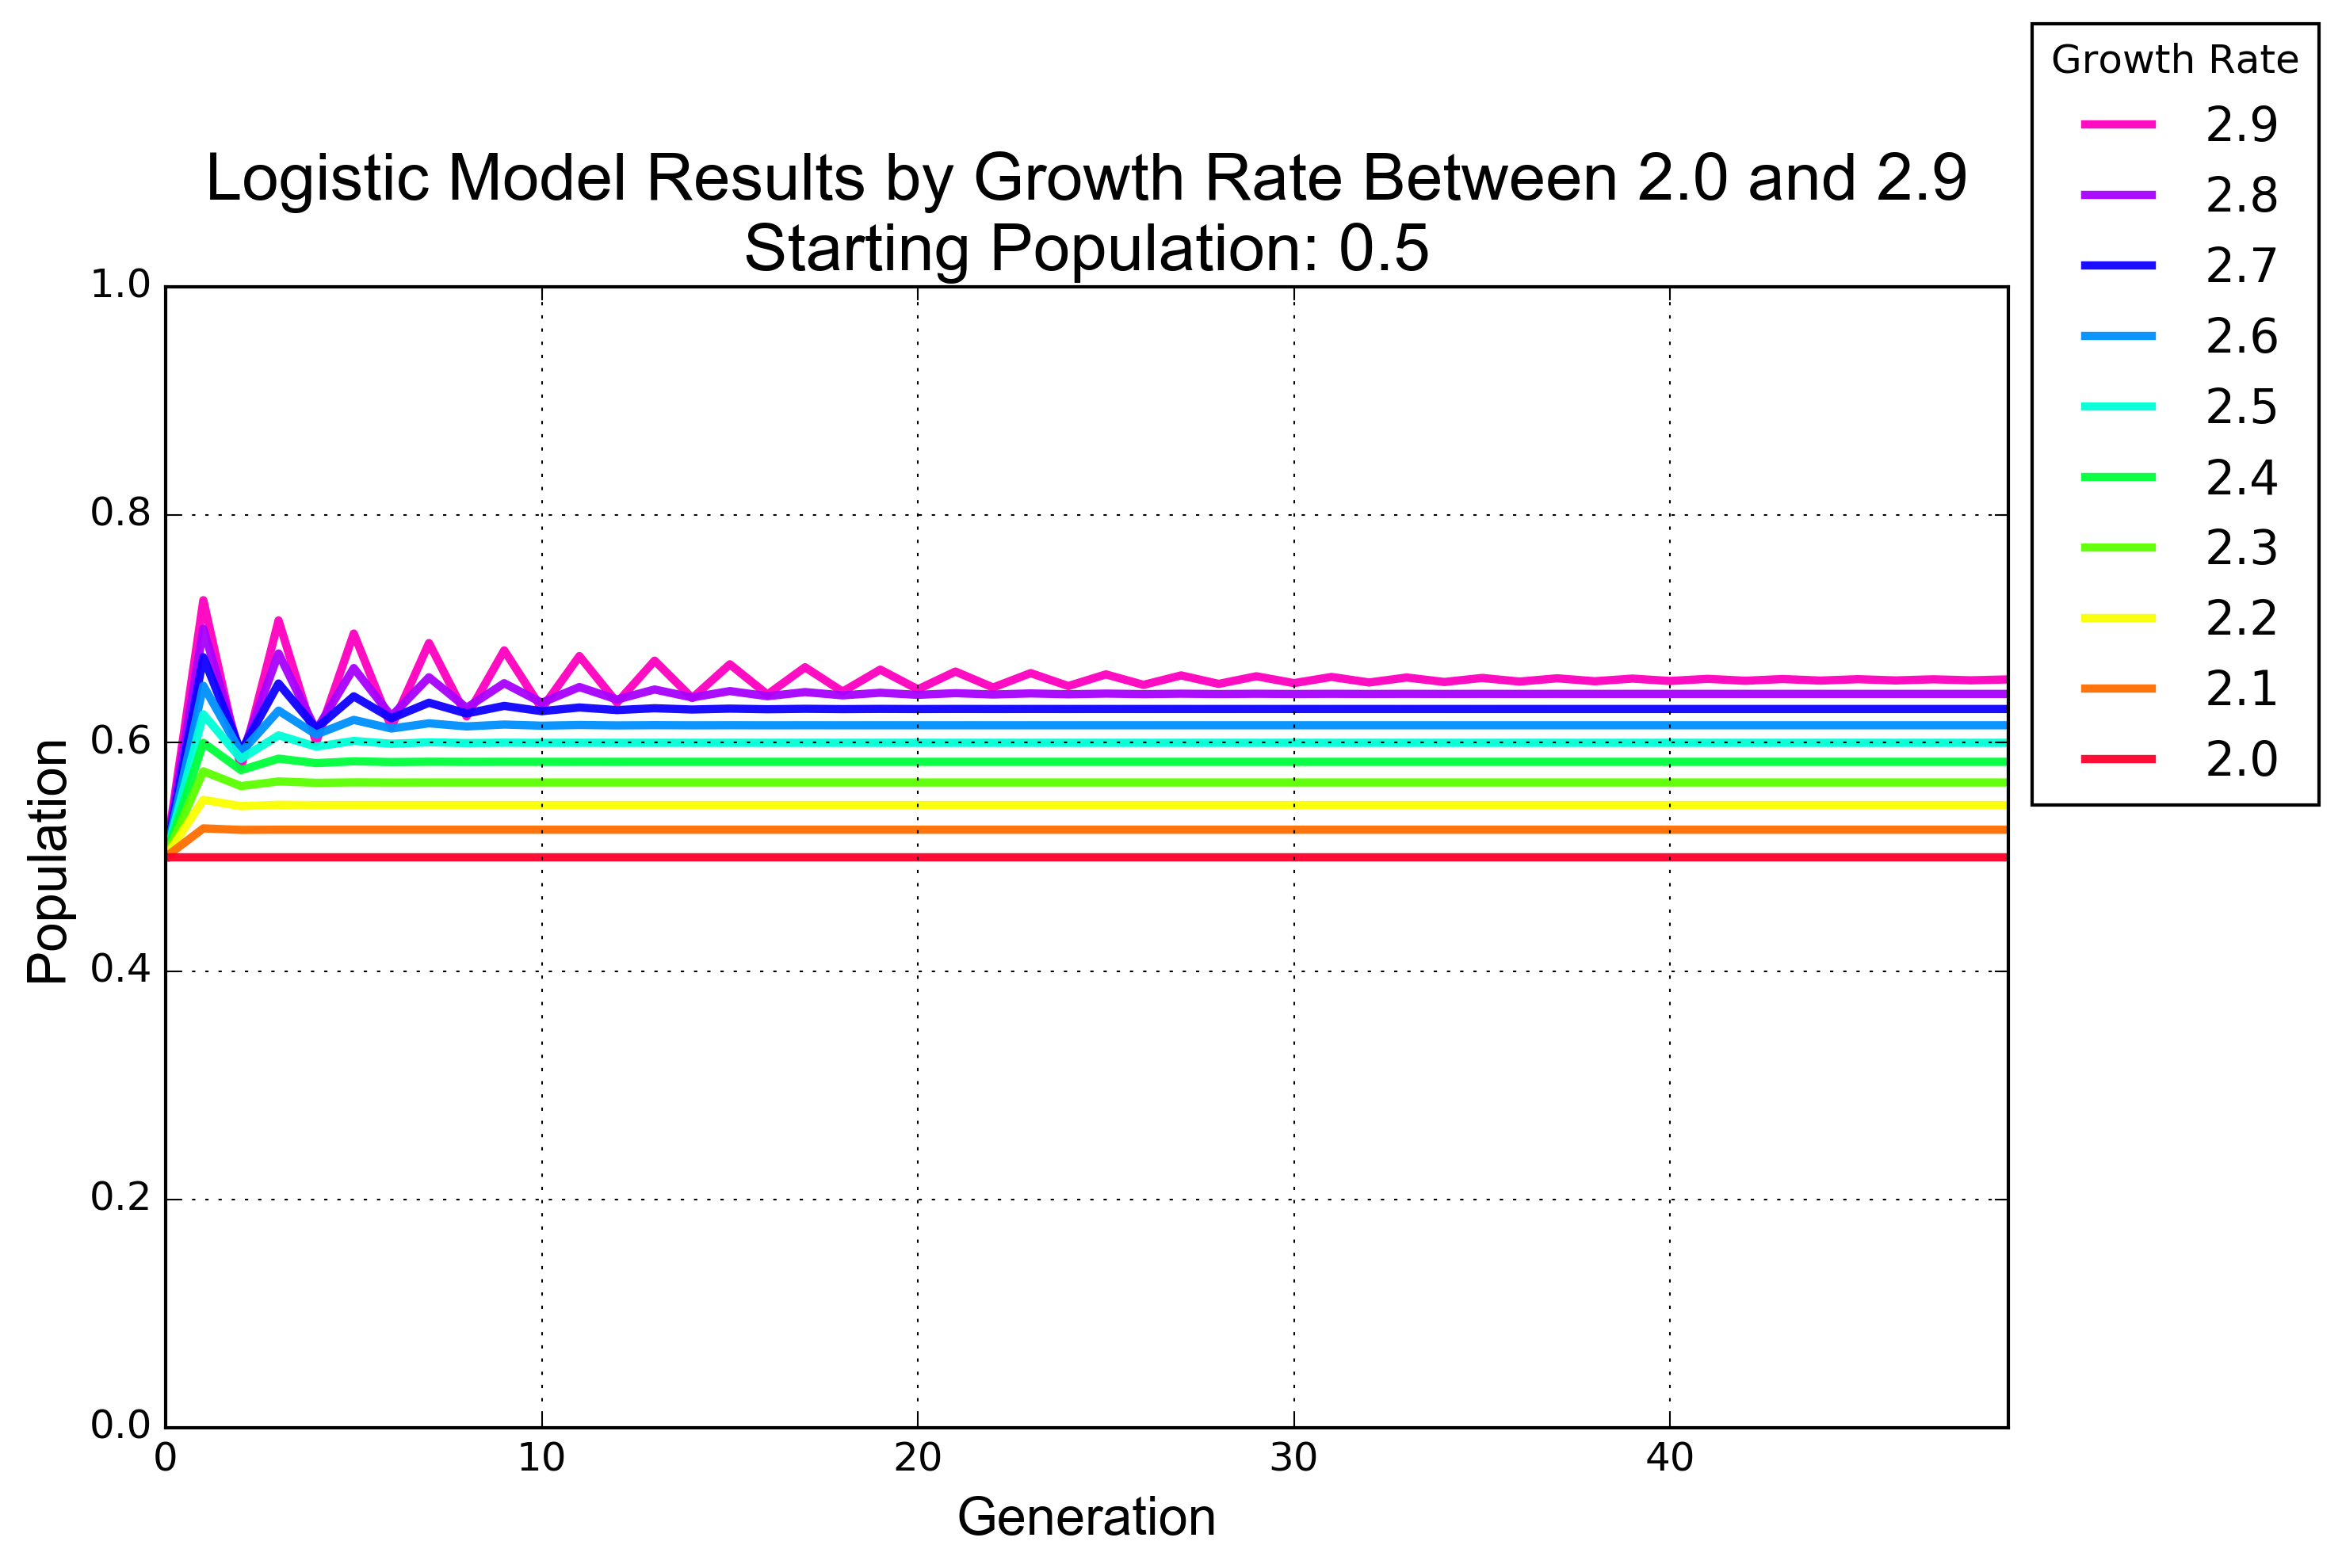 Logistic Model Results by Growth Rate Between 2.0 and 2.9
Starting Population: 0.5
Growth Rate
2.9
2.8
2.7
2.6
2.5
2.4
2.3
2.2
2.1
2.0
Population
1.0
0.8
0.6
0.4
0.2
0.0
0 10 20 30 40
Generation